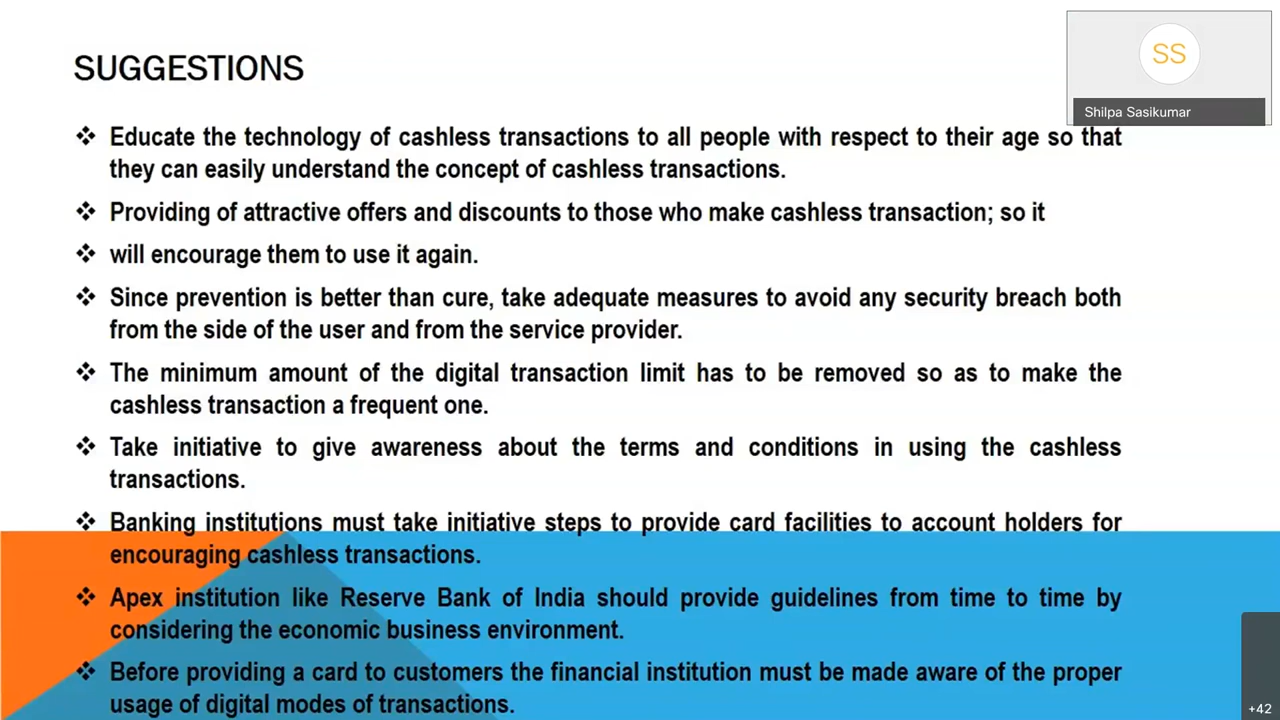 SUGGESTIONS
SS
Shilpa Sasikumar
❖ Educate the technology of cashless transactions to all people with respect to their age so that
they can easily understand the concept of cashless transactions.
❖ Providing of attractive offers and discounts to those who make cashless transaction; so it
❖ will encourage them to use it again.
❖ Since prevention is better than cure, take adequate measures to avoid any security breach both
from the side of the user and from the service provider.
❖ The minimum amount of the digital transaction limit has to be removed so as to make the
cashless transaction a frequent one.
❖ Take initiative to give awareness about the terms and conditions in using the cashless
transactions.
❖ Banking institutions must take initiative steps to provide card facilities to account holders for
encouraging cashless transactions.
❖ Apex institution like Reserve Bank of India should provide guidelines from time to time by
considering the economic business environment.
❖ Before providing a card to customers the financial institution must be made aware of the proper
usage of digital modes of transactions.
+42